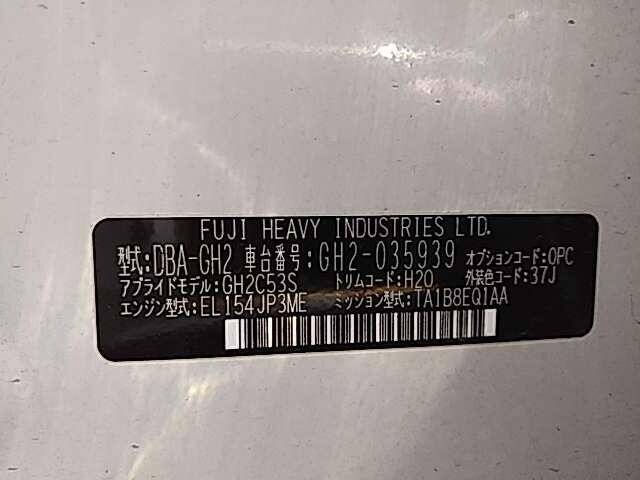 FUJI HEAVY INDUSTRIES LTD.
型式:DBA-GH2 車台番号:GH2-035939 オプションコード:OPC
アプライドモデル:GH2C53S トリムコード:H20 外装色コード:37J
エンジン型式:EL154JP3ME ミッション型式:TA1B8EQ1AA